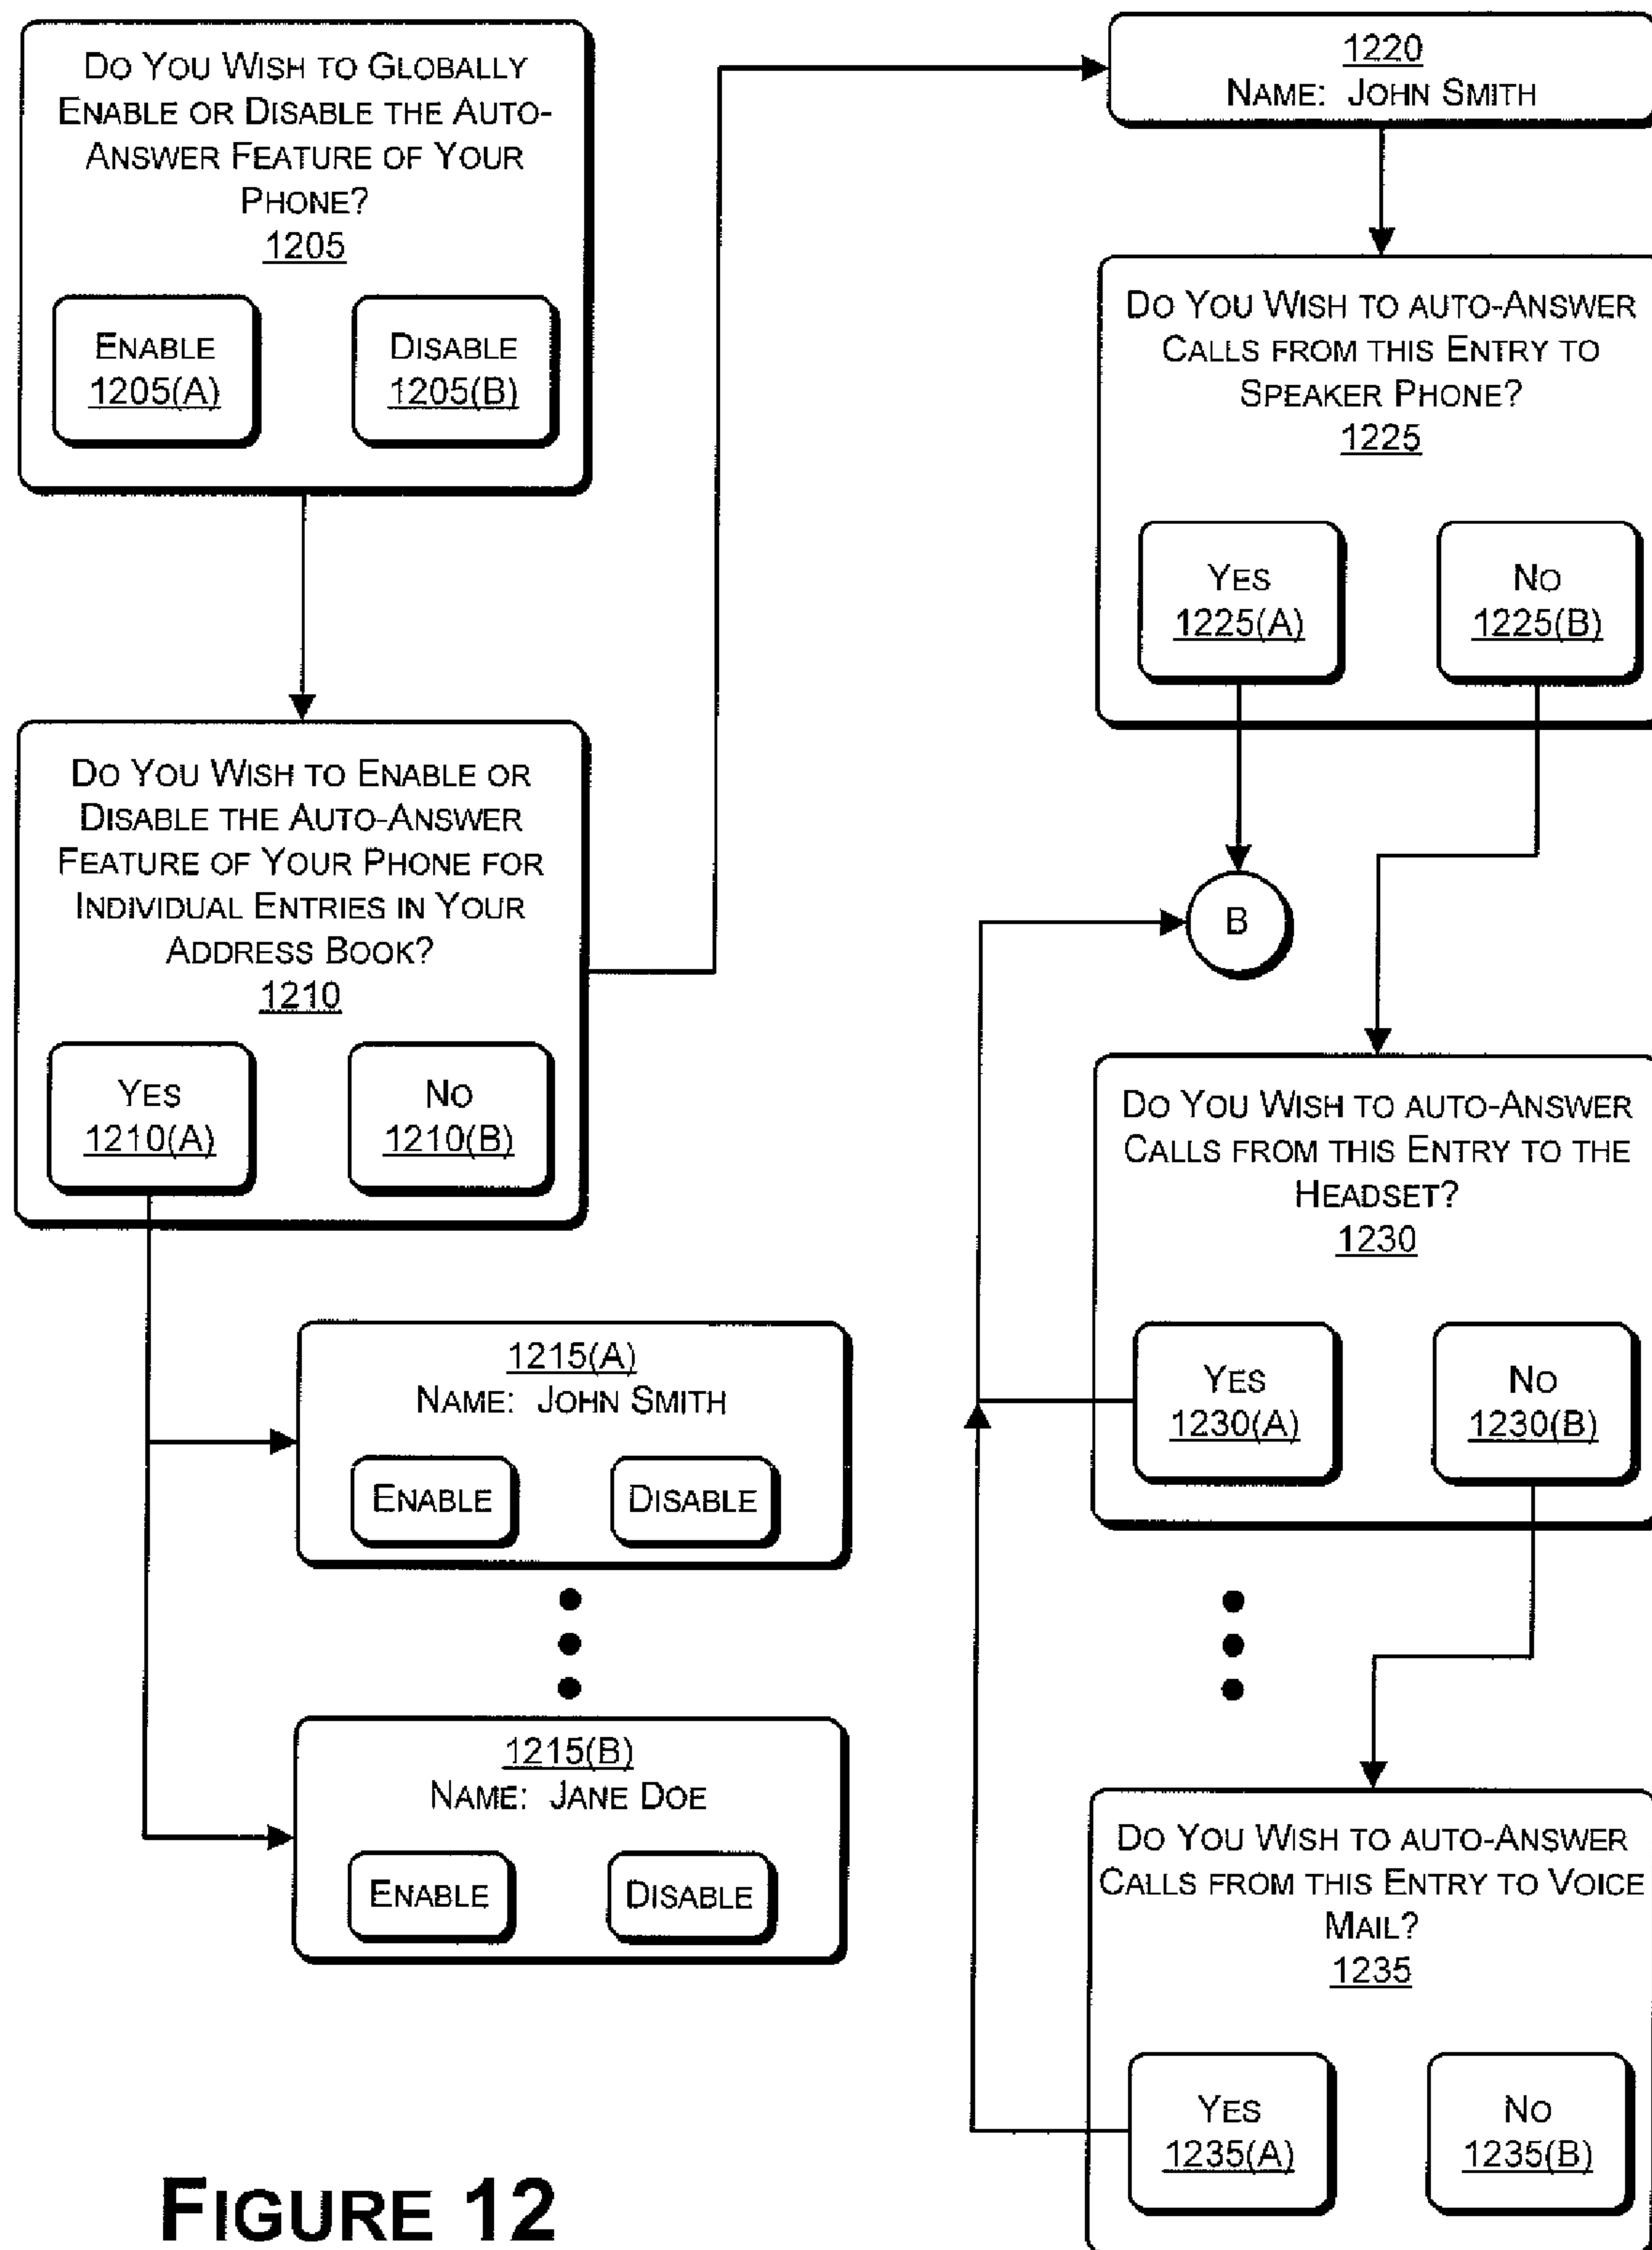 Do You Wish to Globally
Enable or Disable the Auto-
Answer Feature of Your
Phone?
1205
Enable
1205(A)
Disable
1205(B)
Do You Wish to Enable or
Disable the Auto-Answer
Feature of Your Phone for
Individual Entries in Your
Address Book?
1210
Yes
1210(A)
No
1210(B)
1215(A)
Name: John Smith
Enable
Disable
1215(B)
Name: Jane Doe
Enable
Disable
1220
Name: John Smith
Do You Wish to auto-Answer
Calls from this Entry to
Speaker Phone?
1225
Yes
1225(A)
No
1225(B)
B
Do You Wish to auto-Answer
Calls from this Entry to the
Headset?
1230
Yes
1230(A)
No
1230(B)
Do You Wish to auto-Answer
Calls from this Entry to Voice
Mail?
1235
Yes
1235(A)
No
1235(B)
Figure 12